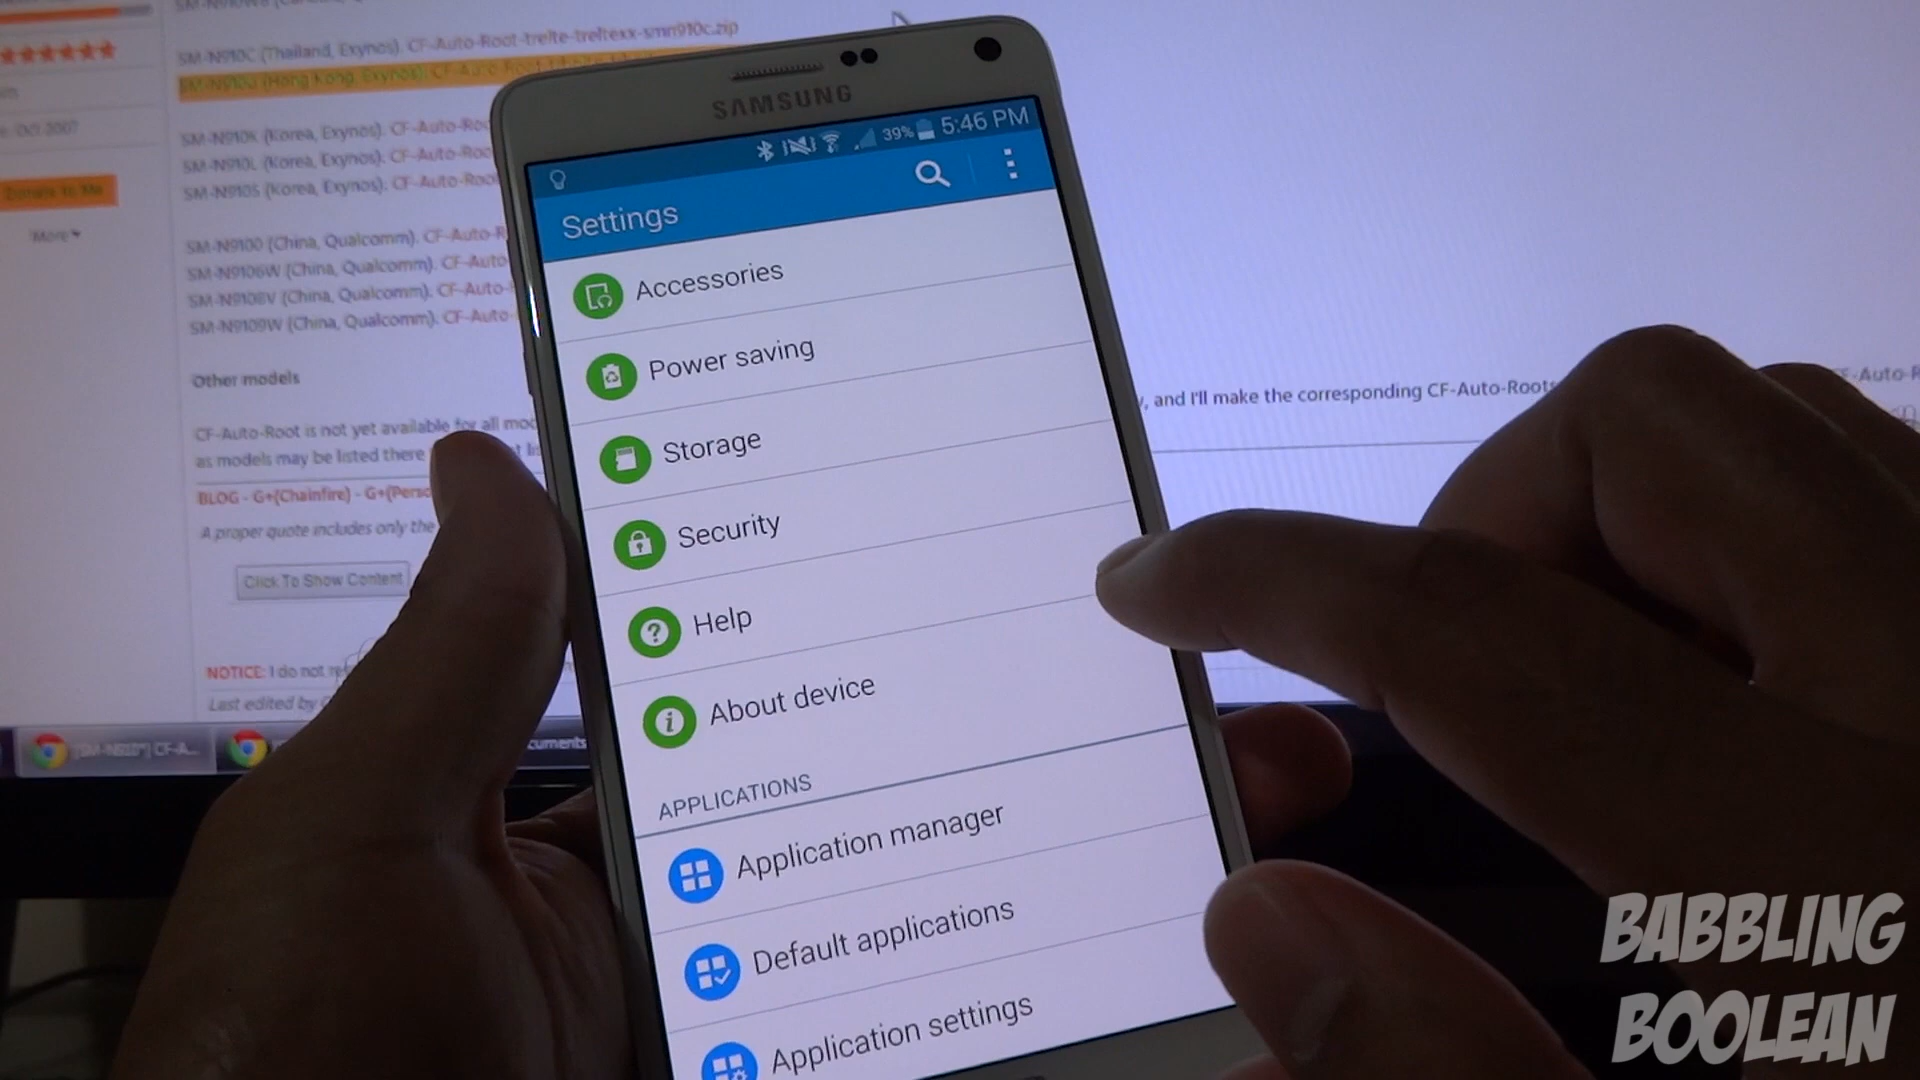 SM-N910C (Thailand, Exynos). CF-Auto-Root-trelte-treltexx-smn910c.zip
SM-N910U (Hong Kong, Exynos). CF-Auto-Root
SM-N910K (Korea, Exynos). CF-Auto-Roo
SM-N910L (Korea, Exynos). CF-Auto-Roo
SM-N910S (Korea, Exynos). CF-Auto-Roo
Donate to Me
More
SM-N9100 (China, Qualcomm). CF-Auto-R
SM-N9106W (China, Qualcomm). CF-Auto-
SM-N9108V (China, Qualcomm). CF-Auto-
SM-N9109W (China, Qualcomm). CF-Auto-
Other models
CF-Auto-Root is not yet available for all mod
as models may be listed there
, and I'll make the corresponding CF-Auto-Roots
F-Auto-R
BLOG - G+(Chainfire) - G+(Perso
A proper quote includes only the
Click To Show Content
NOTICE: I do not re
Last edited by
[SM-N910*] CF-A...
cuments
SAMSUNG
39% 5:46 PM
Settings
Accessories
Power saving
Storage
Security
Help
About device
APPLICATIONS
Application manager
Default applications
Application settings
BABBLING
BOOLEAN